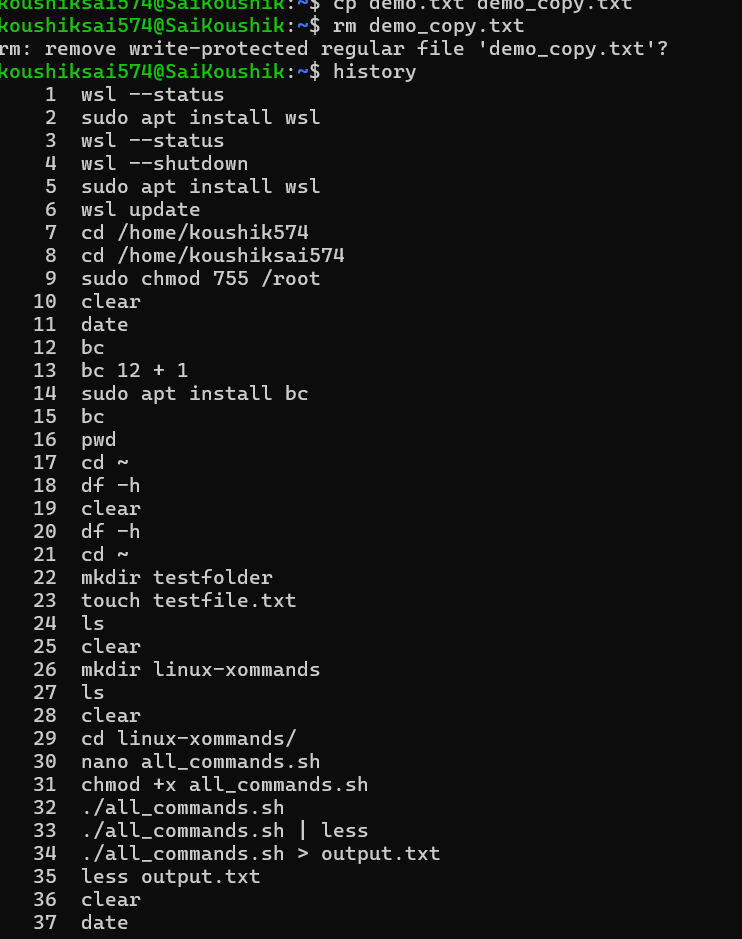 koushiksai574@SaiKoushik:~$ cp demo.txt demo_copy.txt
koushiksai574@SaiKoushik:~$ rm demo_copy.txt
rm: remove write-protected regular file 'demo_copy.txt'?
koushiksai574@SaiKoushik:~$ history
1 wsl --status
2 sudo apt install wsl
3 wsl --status
4 wsl --shutdown
5 sudo apt install wsl
6 wsl update
7 cd /home/koushik574
8 cd /home/koushiksai574
9 sudo chmod 755 /root
10 clear
11 date
12 bc
13 bc 12 + 1
14 sudo apt install bc
15 bc
16 pwd
17 cd ~
18 df -h
19 clear
20 df -h
21 cd ~
22 mkdir testfolder
23 touch testfile.txt
24 ls
25 clear
26 mkdir linux-xommands
27 ls
28 clear
29 cd linux-xommands/
30 nano all_commands.sh
31 chmod +x all_commands.sh
32 ./all_commands.sh
33 ./all_commands.sh | less
34 ./all_commands.sh > output.txt
35 less output.txt
36 clear
37 date